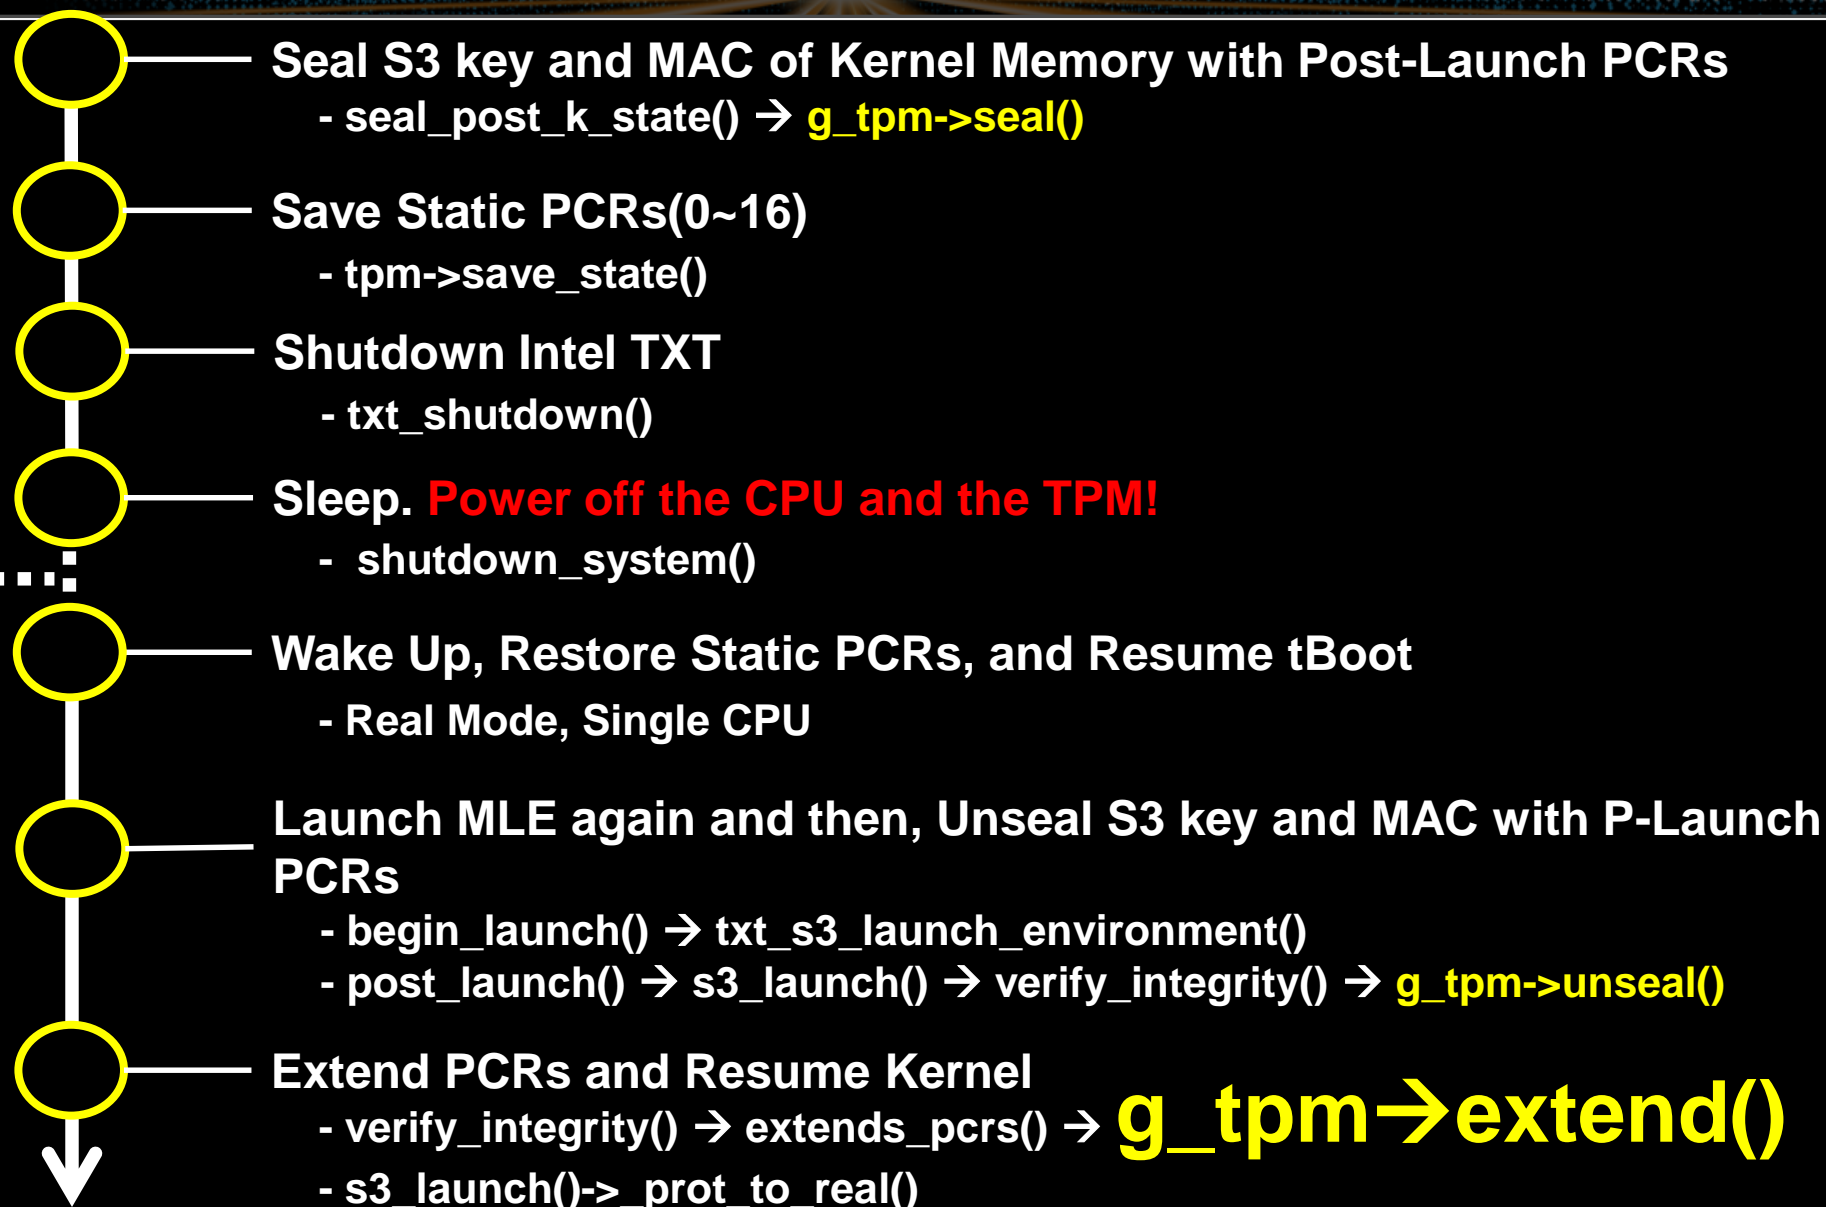 Seal S3 key and MAC of Kernel Memory with Post-Launch PCRs
- seal_post_k_state() → g_tpm->seal()
Save Static PCRs(0~16)
- tpm->save_state()
Shutdown Intel TXT
- txt_shutdown()
Sleep. Power off the CPU and the TPM!
- shutdown_system()
Wake Up, Restore Static PCRs, and Resume tBoot
- Real Mode, Single CPU
Launch MLE again and then, Unseal S3 key and MAC with P-Launch
PCRs
- begin_launch() → txt_s3_launch_environment()
- post_launch() → s3_launch() → verify_integrity() → g_tpm->unseal()
Extend PCRs and Resume Kernel
- verify_integrity() → extends_pcrs() → g_tpm→extend()
- s3_launch()->_prot_to_real()